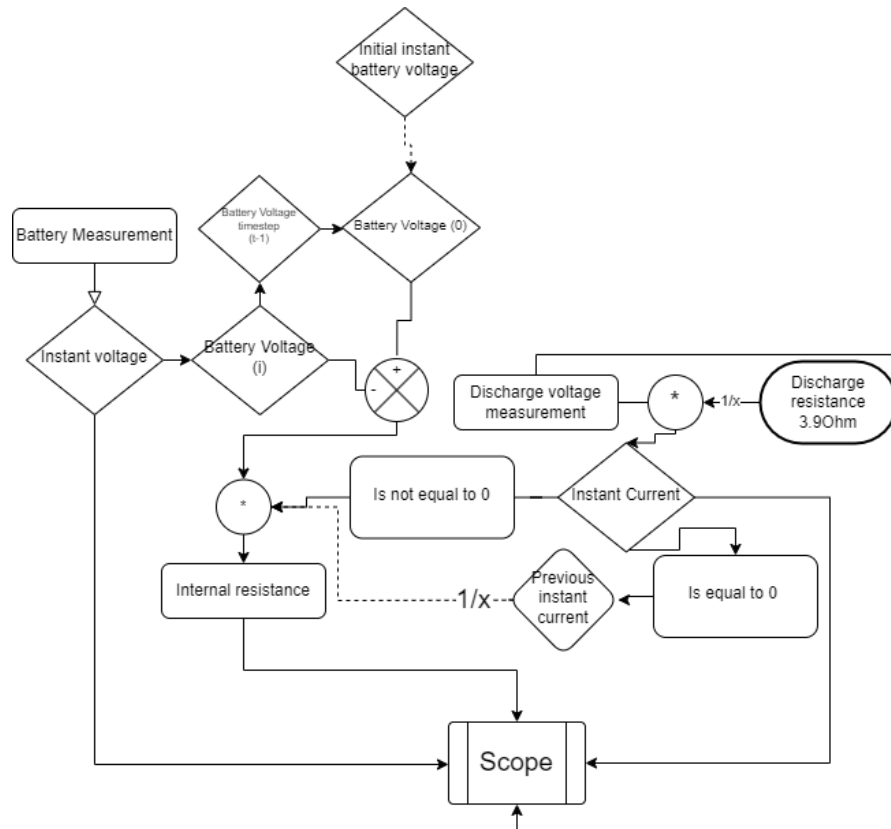 Initial instant
battery voltage
Battery Voltage
timestep
(t-1)
Battery Voltage (0)
Battery Measurement
Instant voltage
Battery Voltage
(i)
+
-
Discharge voltage
measurement
*
1/x
Discharge
resistance
3.9Ohm
Is not equal to 0
Instant Current
*
Internal resistance
1/x
Previous
instant
current
Is equal to 0
Scope